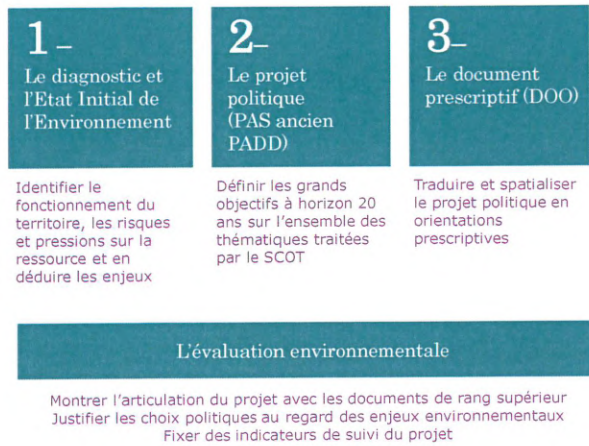 1–
Le diagnostic et
l'Etat Initial de
l'Environnement
Identifier le
fonctionnement du
territoire, les risques
et pressions sur la
ressource et en
déduire les enjeux
2–
Le projet
politique
(PAS ancien
PADD)
Définir les grands
objectifs à horizon 20
ans sur l'ensemble des
thématiques traitées
par le SCOT
3–
Le document
prescriptif (DOO)
Traduire et spatialiser
le projet politique en
orientations
prescriptives
L'évaluation environnementale
Montrer l'articulation du projet avec les documents de rang supérieur
Justifier les choix politiques au regard des enjeux environnementaux
Fixer des indicateurs de suivi du projet